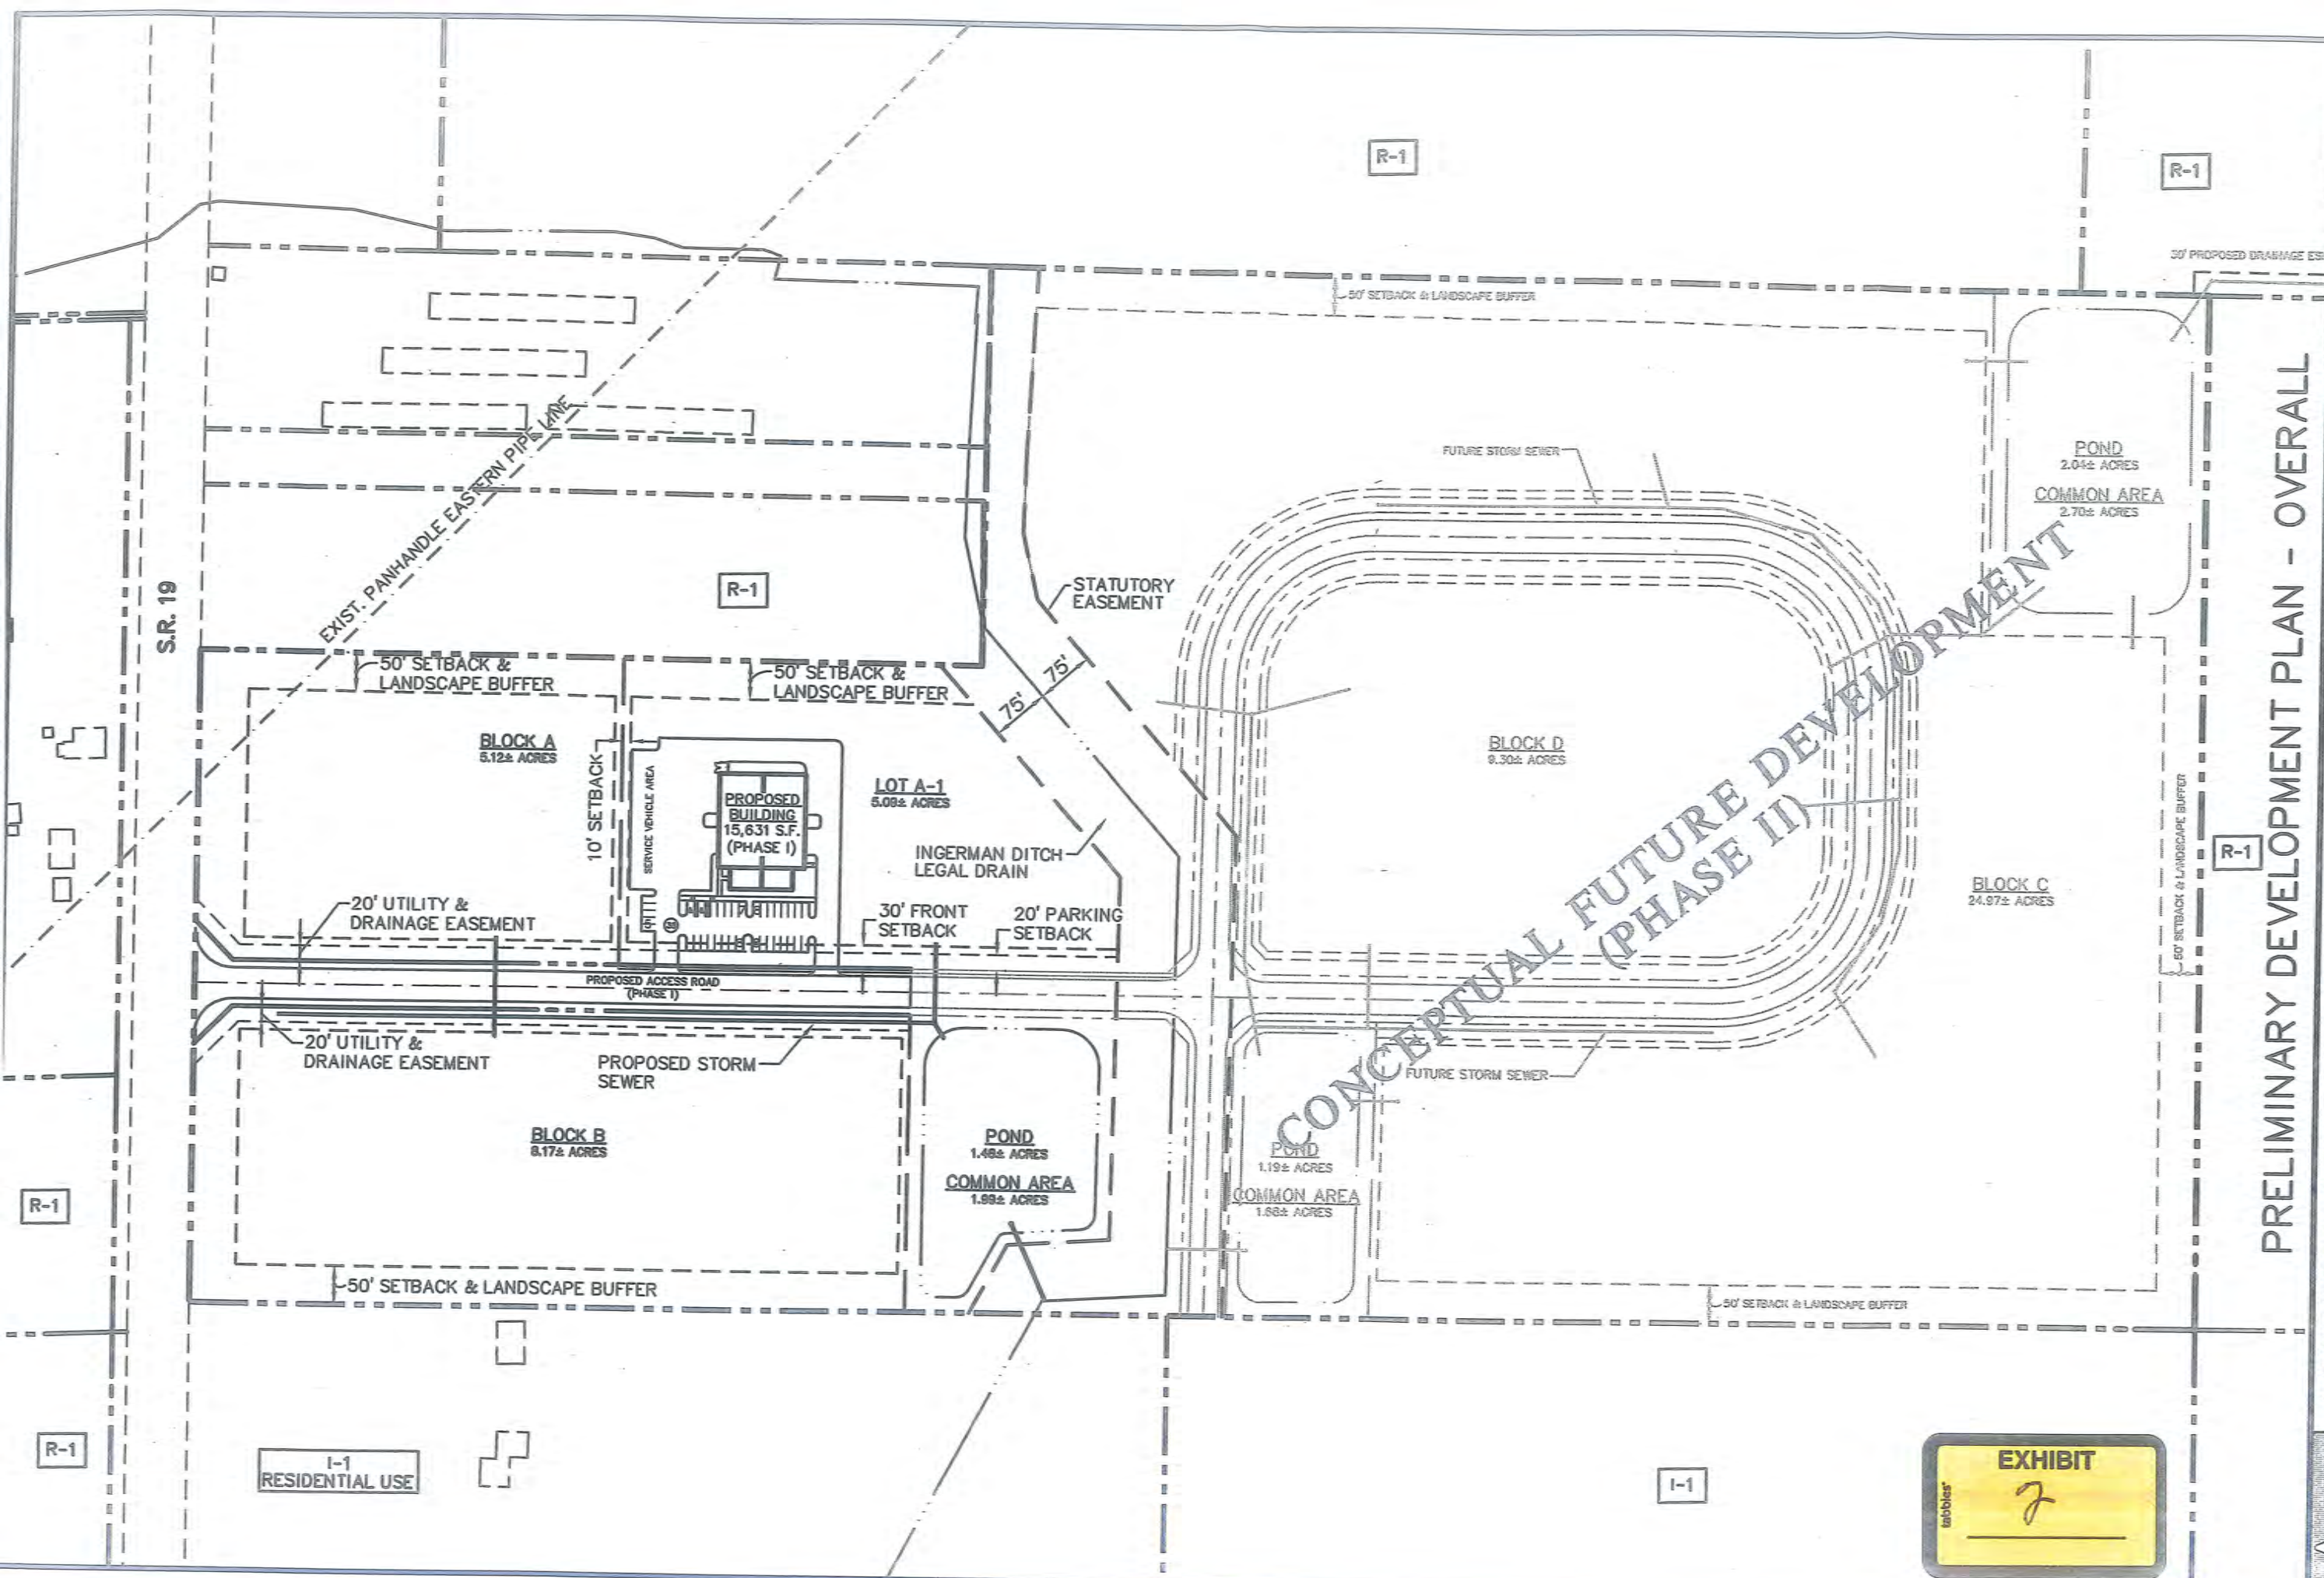 R-1
R-1
30' PROPOSED DRAINAGE
50' SETBACK & LANDSCAPE BUFFER
EXIST. PANHANDLE EASTERN PIPE LINE
S.R. 19
R-1
STATUTORY
EASEMENT
FUTURE STORM SEWER
POND
2.04± ACRES
COMMON AREA
2.70± ACRES
50' SETBACK &
LANDSCAPE BUFFER
50' SETBACK &
LANDSCAPE BUFFER
75'
75'
BLOCK A
5.12± ACRES
10' SETBACK
SERVICE VEHICLE AREA
PROPOSED
BUILDING
15,631 S.F.
(PHASE I)
LOT A-1
5.09± ACRES
INGERMAN DITCH
LEGAL DRAIN
BLOCK D
9.30± ACRES
CONCEPTUAL FUTURE DEVELOPMENT
(PHASE II)
BLOCK C
24.97± ACRES
50' SETBACK & LANDSCAPE BUFFER
R-1
PRELIMINARY DEVELOPMENT PLAN - OVERALL
20' UTILITY &
DRAINAGE EASEMENT
30' FRONT
SETBACK
20' PARKING
SETBACK
PROPOSED ACCESS ROAD
(PHASE I)
20' UTILITY &
DRAINAGE EASEMENT
PROPOSED STORM
SEWER
FUTURE STORM SEWER
BLOCK B
8.17± ACRES
POND
1.48± ACRES
COMMON AREA
1.99± ACRES
POND
1.19± ACRES
COMMON AREA
1.68± ACRES
R-1
50' SETBACK & LANDSCAPE BUFFER
50' SETBACK & LANDSCAPE BUFFER
R-1
I-1
RESIDENTIAL USE
I-1
EXHIBIT
2
tabbies'